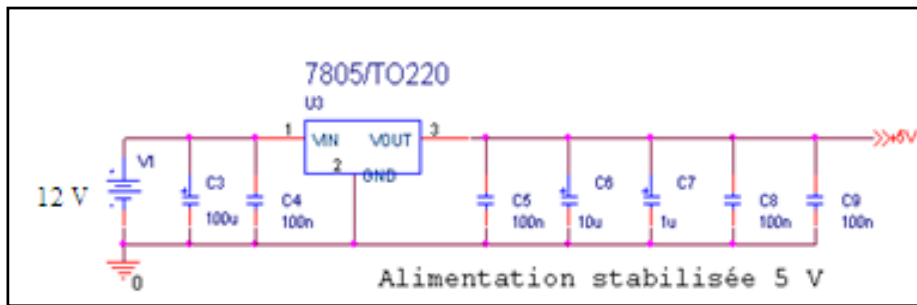 7805/TO220
U3
1
VIN
VOUT
3
2
GND
+5V
V1
12 V
C3
100u
C4
100n
C5
100n
C6
10u
C7
1u
C8
100n
C9
100n
0
Alimentation stabilisée 5 V